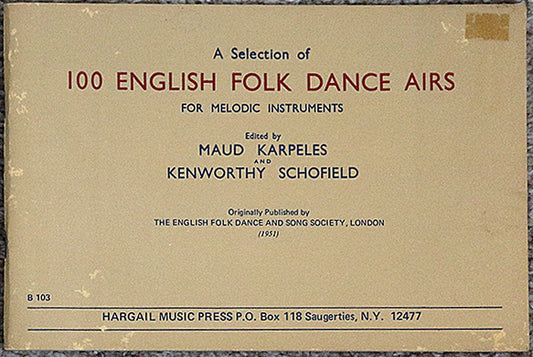 A Selection of
100 ENGLISH FOLK DANCE AIRS
FOR MELODIC INSTRUMENTS
Edited by
MAUD KARPELES
AND
KENWORTHY SCHOFIELD
Originally Published by
THE ENGLISH FOLK DANCE AND SONG SOCIETY, LONDON
(1951)
B 103
HARGAIL MUSIC PRESS P.O. Box 118 Saugerties, N.Y. 12477